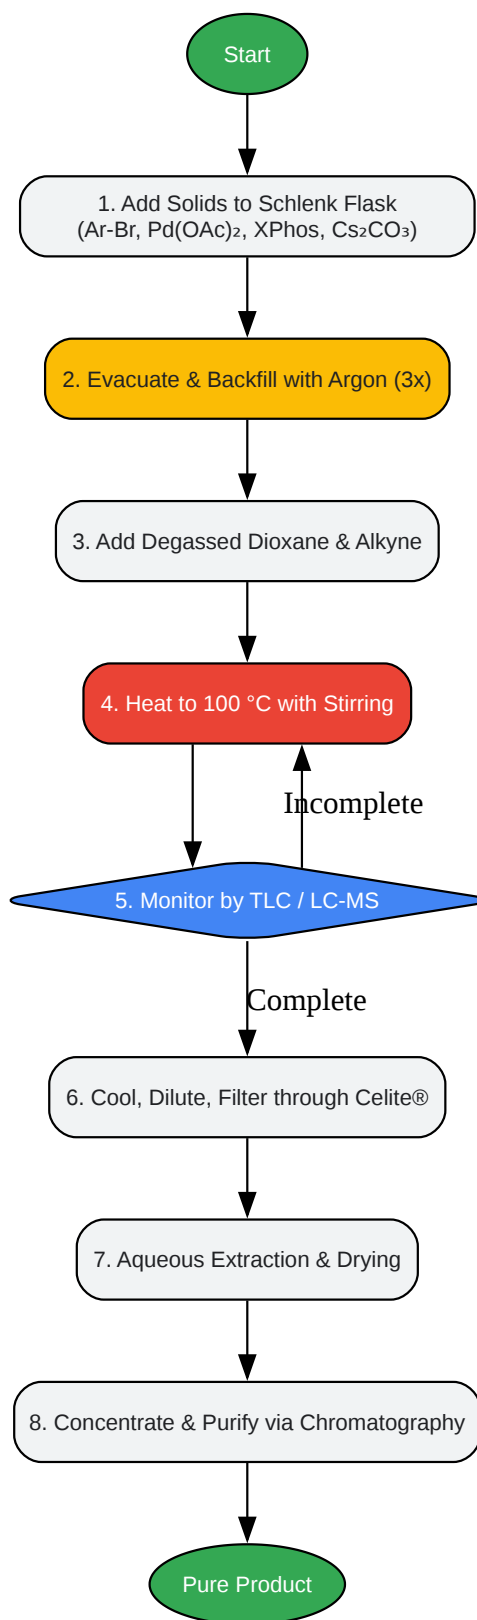 Start
1. Add Solids to Schlenk Flask
(Ar-Br, Pd(OAc)₂, XPhos, Cs₂CO₃)
2. Evacuate & Backfill with Argon (3x)
3. Add Degassed Dioxane & Alkyne
4. Heat to 100 °C with Stirring
Incomplete
5. Monitor by TLC / LC-MS
Complete
6. Cool, Dilute, Filter through Celite®
7. Aqueous Extraction & Drying
8. Concentrate & Purify via Chromatography
Pure Product